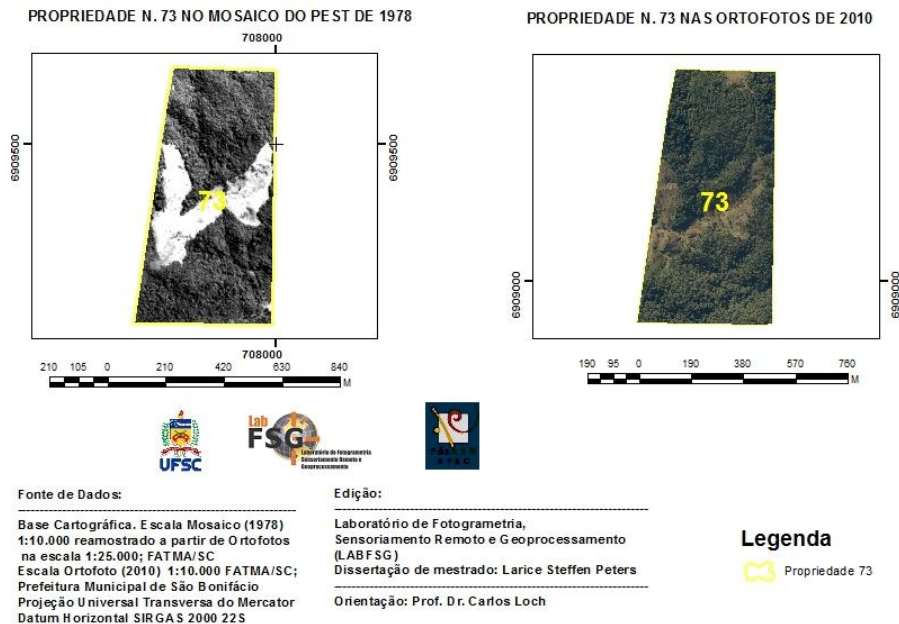 PROPRIEDADE N. 73 NO MOSAICO DO PEST DE 1978
PROPRIEDADE N. 73 NAS ORTOFOTOS DE 2010
708000
6909500
6909500
73
73
6909000
6909000
708000
210 105 0 210 420 630 840
M
190 95 0 190 380 570 760
M
UFSC
Lab
FSG
Laboratório de Fotogrametria
Sensoriamento Remoto e
Geoprocessamento
UFSC
Fonte de Dados:
Base Cartográfica. Escala Mosaico (1978)
1:10.000 reamostrado a partir de Ortofotos
na escala 1:25.000; FATMA/SC
Escala Ortofoto (2010) 1:10.000 FATMA/SC;
Prefeitura Municipal de São Bonifácio
Projeção Universal Transversa do Mercator
Datum Horizontal SIRGAS 2000 22S
Edição:
Laboratório de Fotogrametria,
Sensoriamento Remoto e Geoprocessamento
(LABFSG)
Dissertação de mestrado: Larice Steffen Peters
Orientação: Prof. Dr. Carlos Loch
Legenda
Propriedade 73